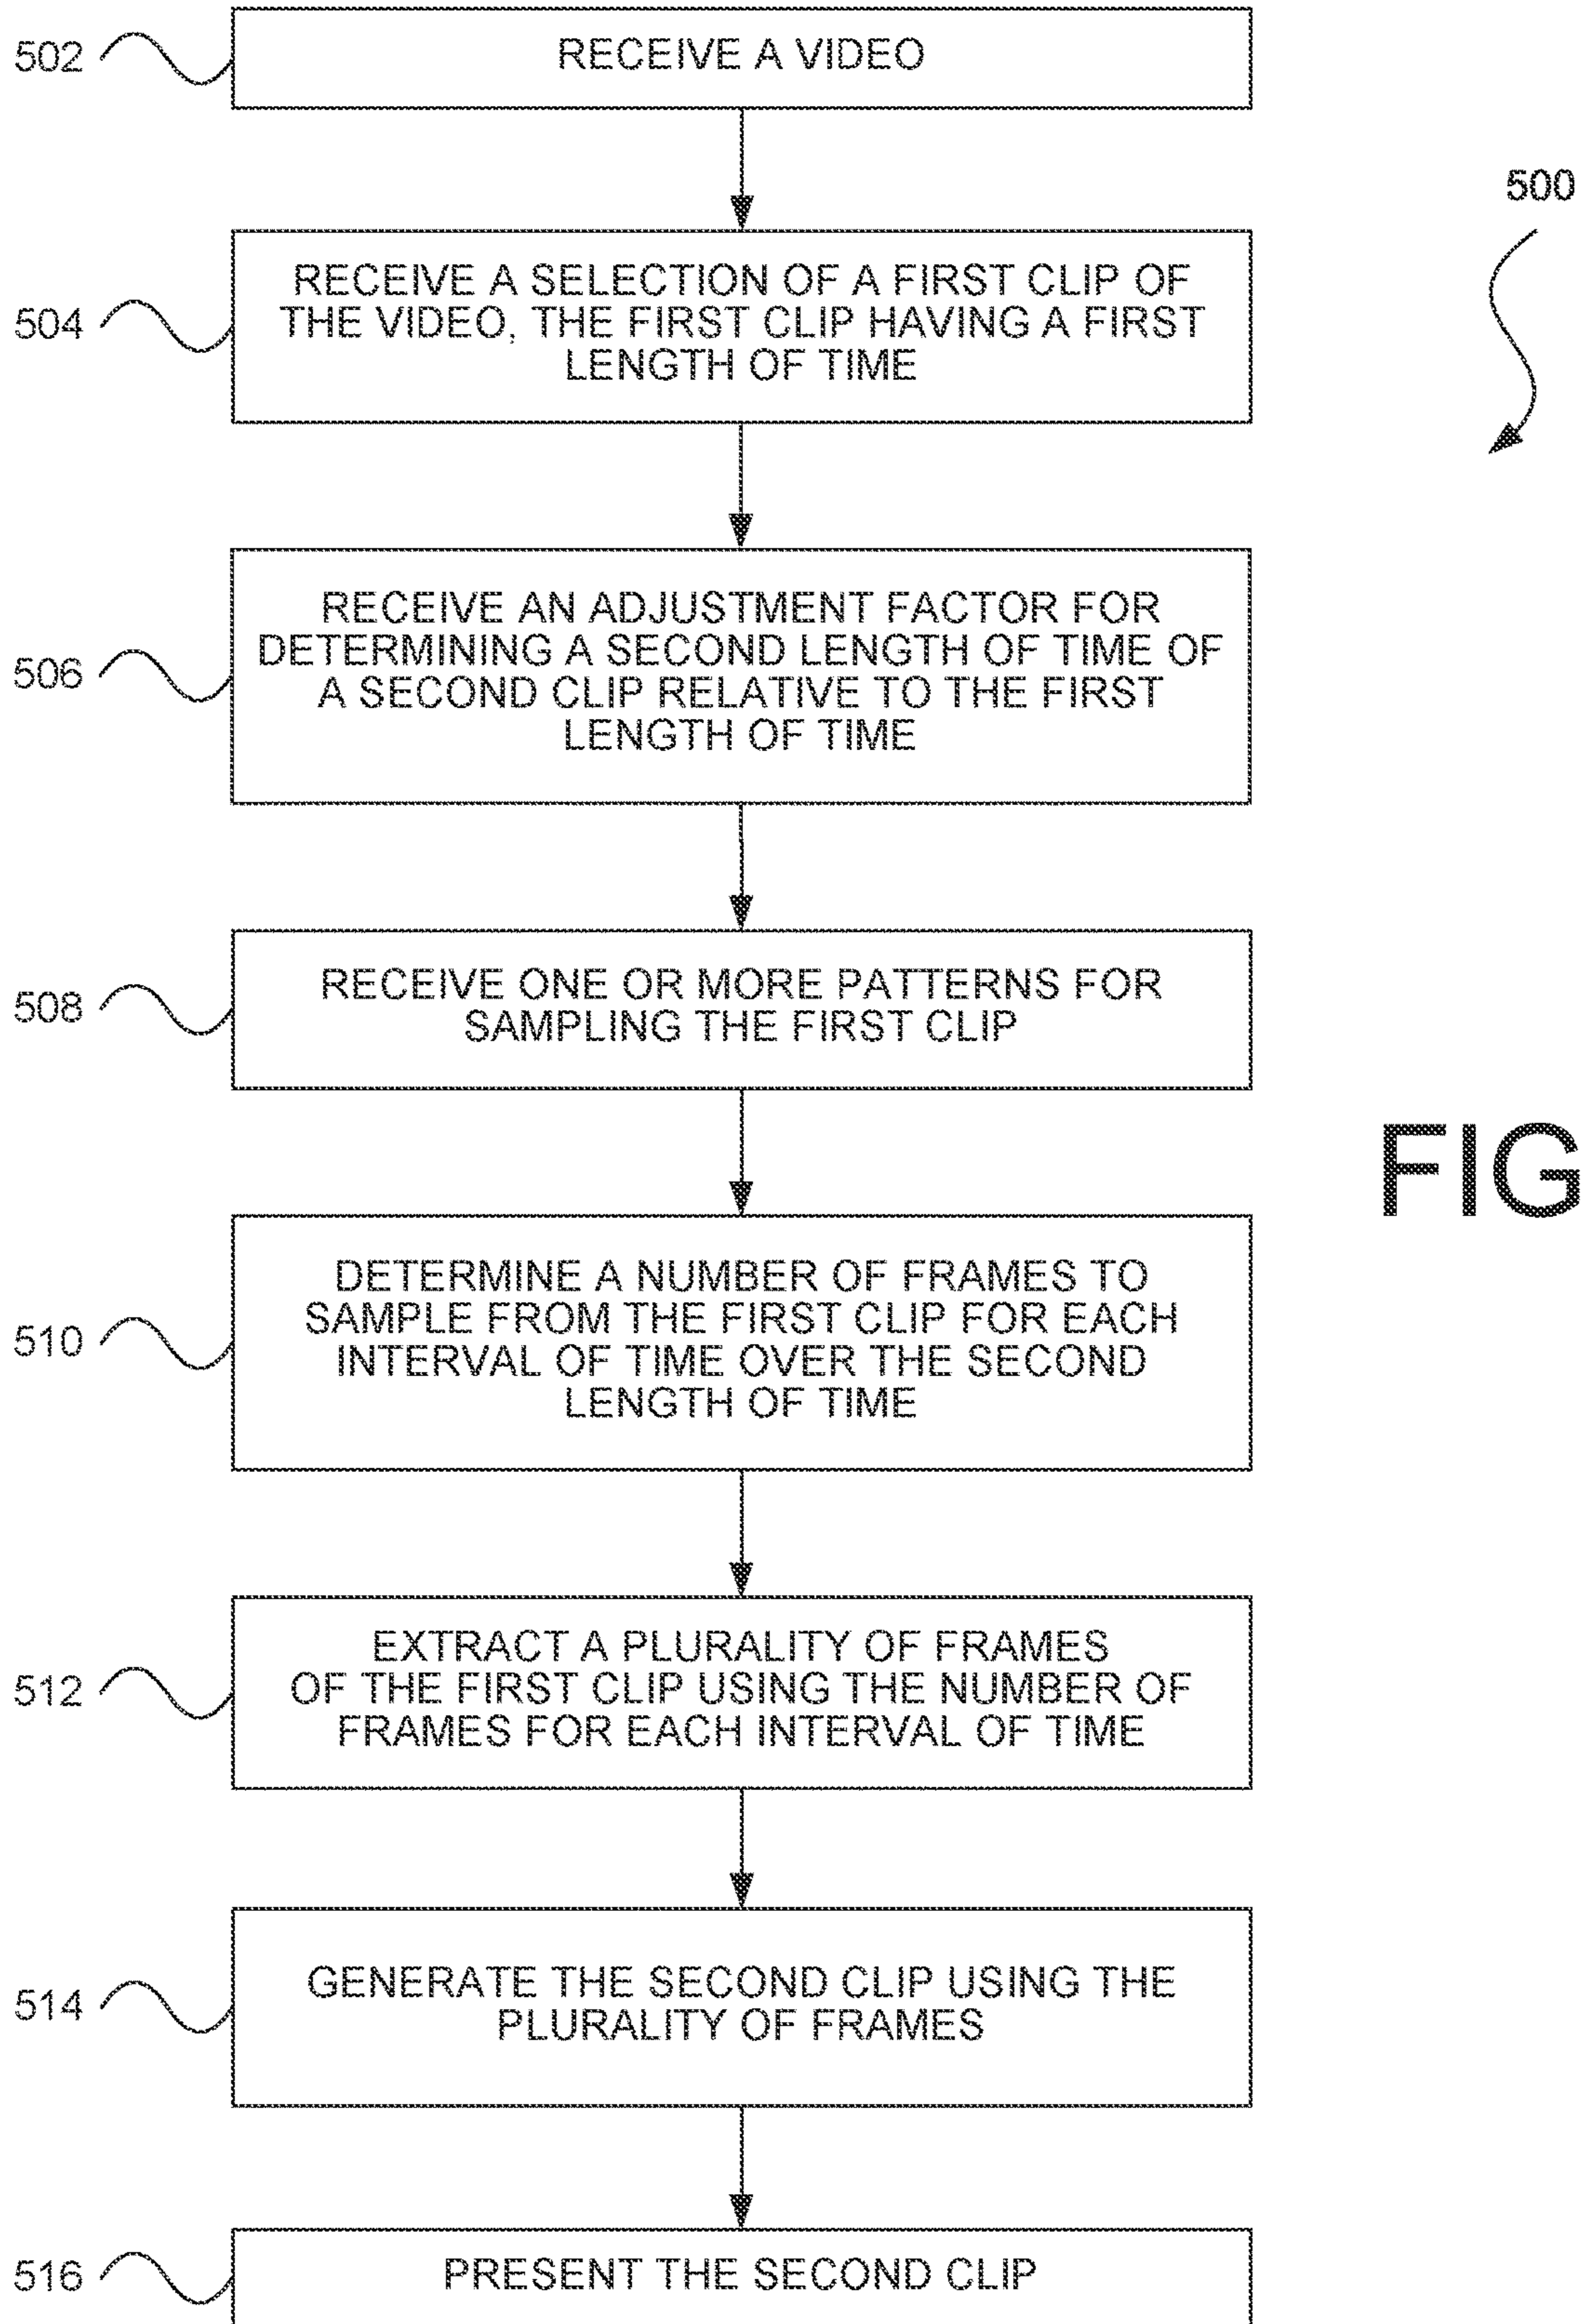 502
RECEIVE A VIDEO
500
504
RECEIVE A SELECTION OF A FIRST CLIP OF
THE VIDEO, THE FIRST CLIP HAVING A FIRST
LENGTH OF TIME
506
RECEIVE AN ADJUSTMENT FACTOR FOR
DETERMINING A SECOND LENGTH OF TIME OF
A SECOND CLIP RELATIVE TO THE FIRST
LENGTH OF TIME
508
RECEIVE ONE OR MORE PATTERNS FOR
SAMPLING THE FIRST CLIP
FIG
510
DETERMINE A NUMBER OF FRAMES TO
SAMPLE FROM THE FIRST CLIP FOR EACH
INTERVAL OF TIME OVER THE SECOND
LENGTH OF TIME
512
EXTRACT A PLURALITY OF FRAMES
OF THE FIRST CLIP USING THE NUMBER OF
FRAMES FOR EACH INTERVAL OF TIME
514
GENERATE THE SECOND CLIP USING THE
PLURALITY OF FRAMES
516
PRESENT THE SECOND CLIP